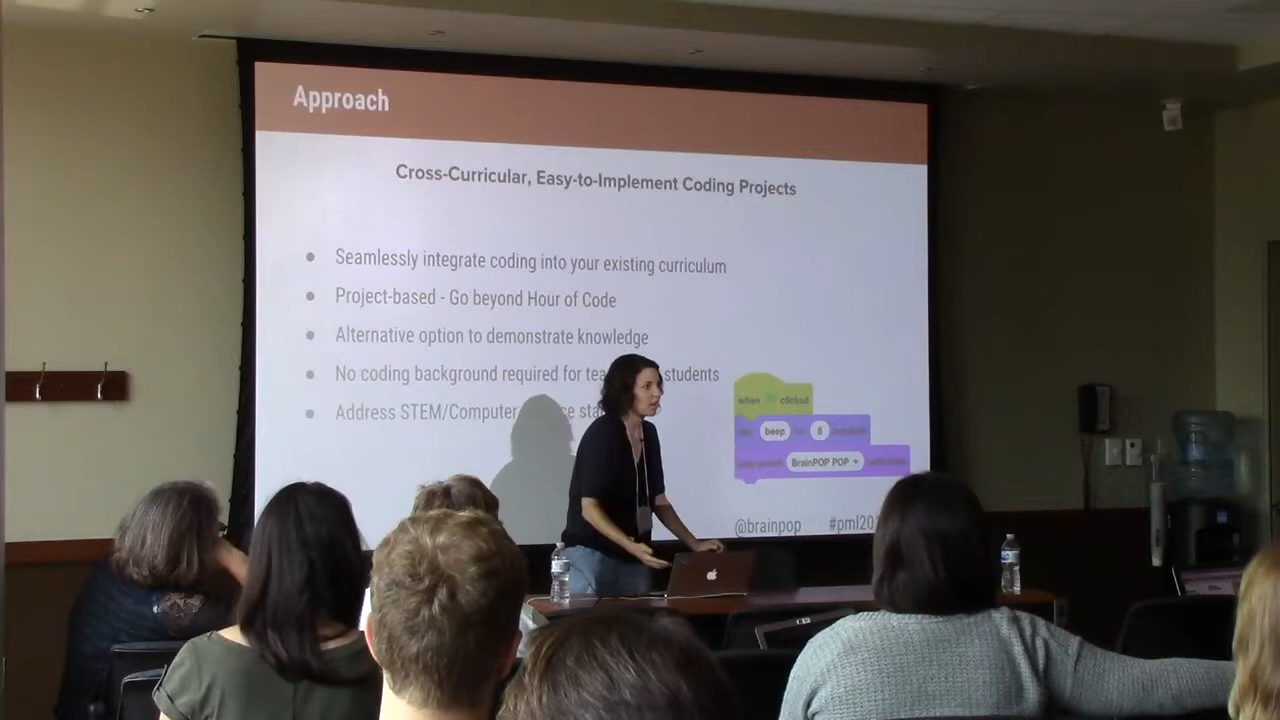 Approach
Cross-Curricular, Easy-to-Implement Coding Projects
Seamlessly integrate coding into your existing curriculum
Project-based - Go beyond Hour of Code
Alternative option to demonstrate knowledge
No coding background required for students
Address STEM/Computer
when clicked
beep 8
BrainPOP POP
@brainpop #pml20